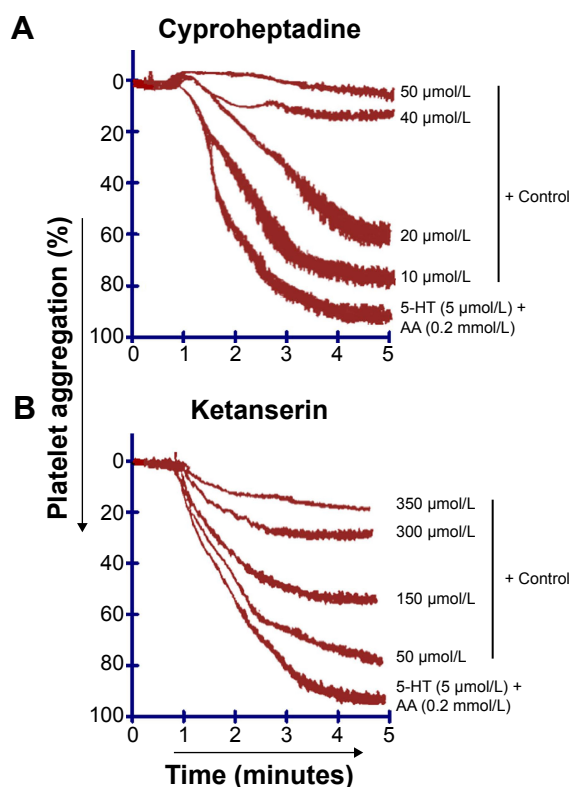 A
Cyproheptadine
0
20
40
60
80
100
0 1 2 3 4 5
50 µmol/L
40 µmol/L
20 µmol/L
10 µmol/L
5-HT (5 µmol/L) +
AA (0.2 mmol/L)
+ Control
Platelet aggregation (%)
B
Ketanserin
0
20
40
60
80
100
0 1 2 3 4 5
350 µmol/L
300 µmol/L
150 µmol/L
50 µmol/L
5-HT (5 µmol/L) +
AA (0.2 mmol/L)
+ Control
Time (minutes)